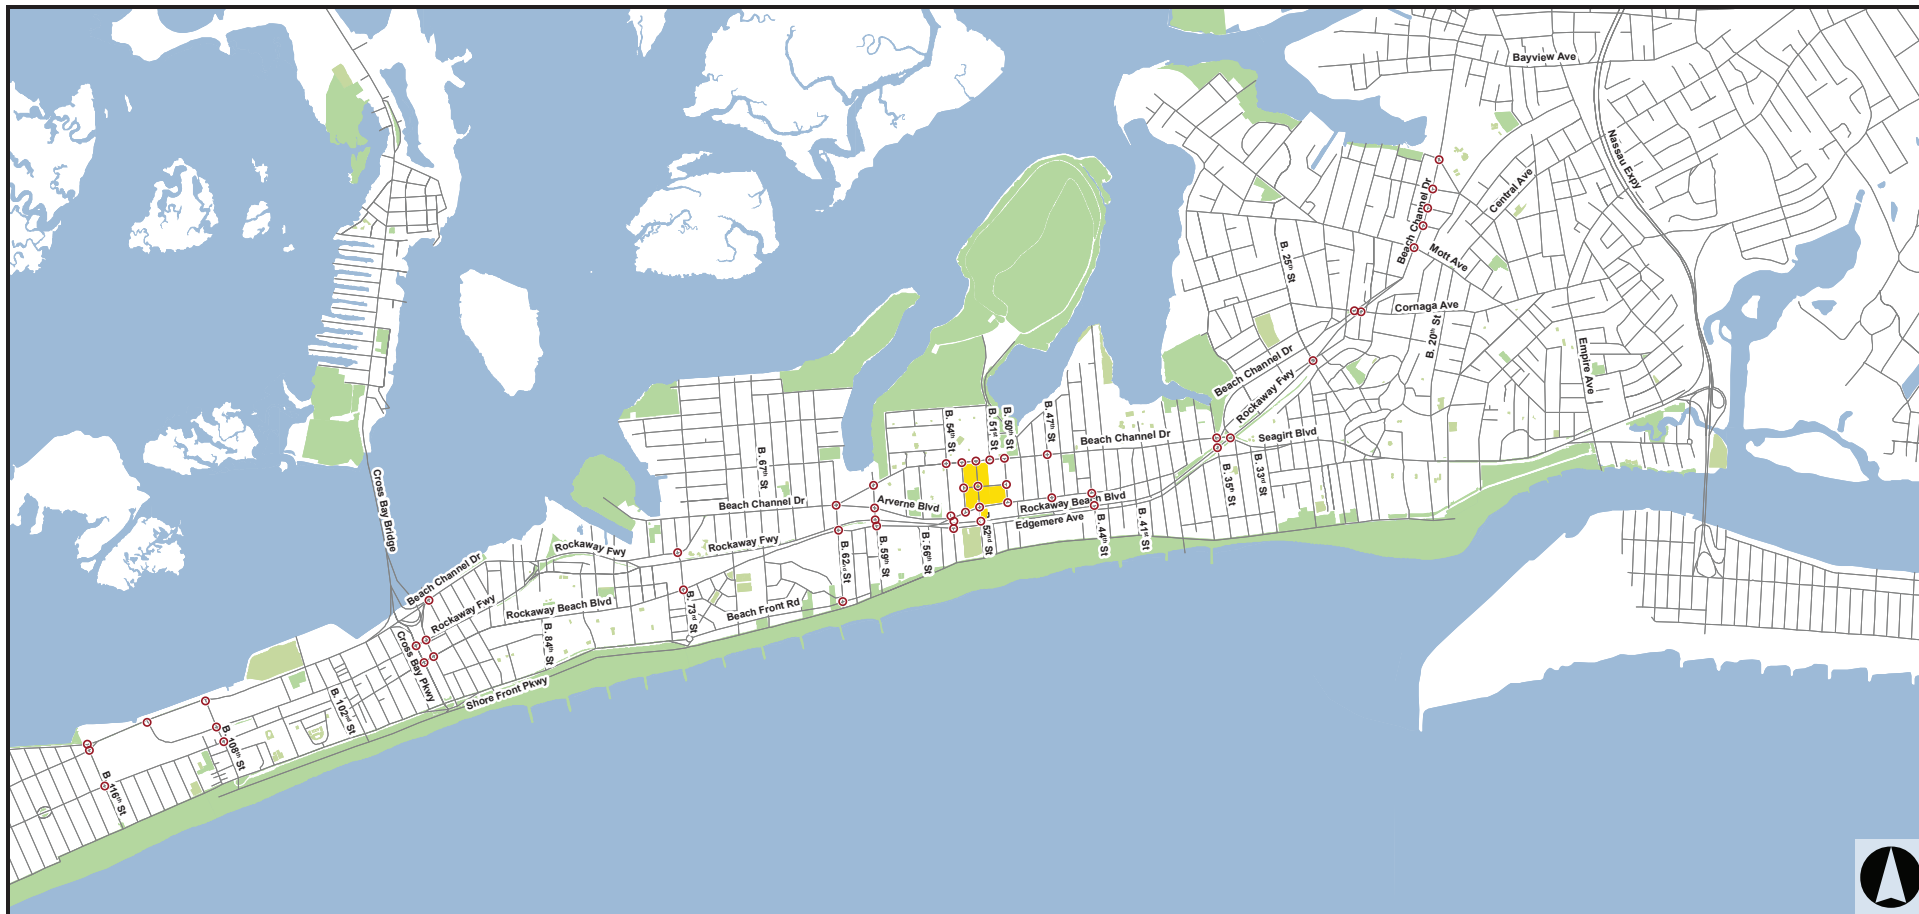 Bayview Ave
Nassau Expy
Central Ave
Beach Channel Dr
Mott Ave
B. 25th St
Cornaga Ave
B. 20th St
Empire Ave
Beach Channel Dr
Rockaway Fwy
Seagirt Blvd
B. 54th St
B. 51st St
B. 50th St
B. 47th St
Beach Channel Dr
B. 67th St
B. 35th St
B. 33rd St
Cross Bay Bridge
Beach Channel Dr
Arverne Blvd
Rockaway Beach Blvd
Edgemere Ave
52nd St
B. 44th St
B. 41st St
Rockaway Fwy
Rockaway Fwy
B. 62nd St
B. 59th St
B. 56th St
Beach Channel Dr
Rockaway Fwy
Rockaway Beach Blvd
B. 73rd St
Beach Front Rd
Cross Bay Pkwy
B. 84th St
Shore Front Pkwy
B. 102nd St
B. 108th St
B. 116th St